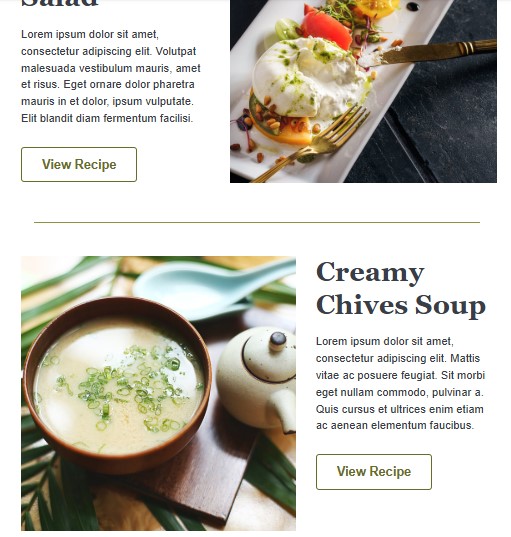 Salad
Lorem ipsum dolor sit amet,
consectetur adipiscing elit. Volutpat
malesuada vestibulum mauris, amet
et risus. Eget ornare dolor pharetra
mauris in et dolor, ipsum vulputate.
Elit blandit diam fermentum facilisi.
View Recipe
Creamy
Chives Soup
Lorem ipsum dolor sit amet,
consectetur adipiscing elit. Mattis
vitae ac posuere feugiat. Sit morbi
eget nullam commodo, pulvinar a.
Quis cursus et ultrices enim etiam
ac aenean elementum faucibus.
View Recipe